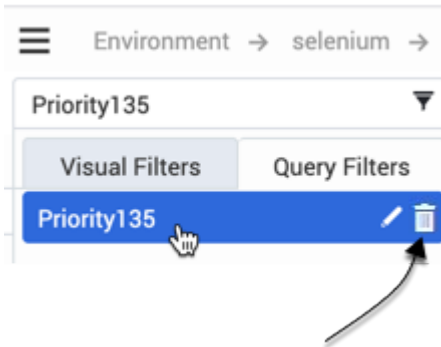 Environment → selenium →
Priority135
Visual Filters Query Filters
Priority135